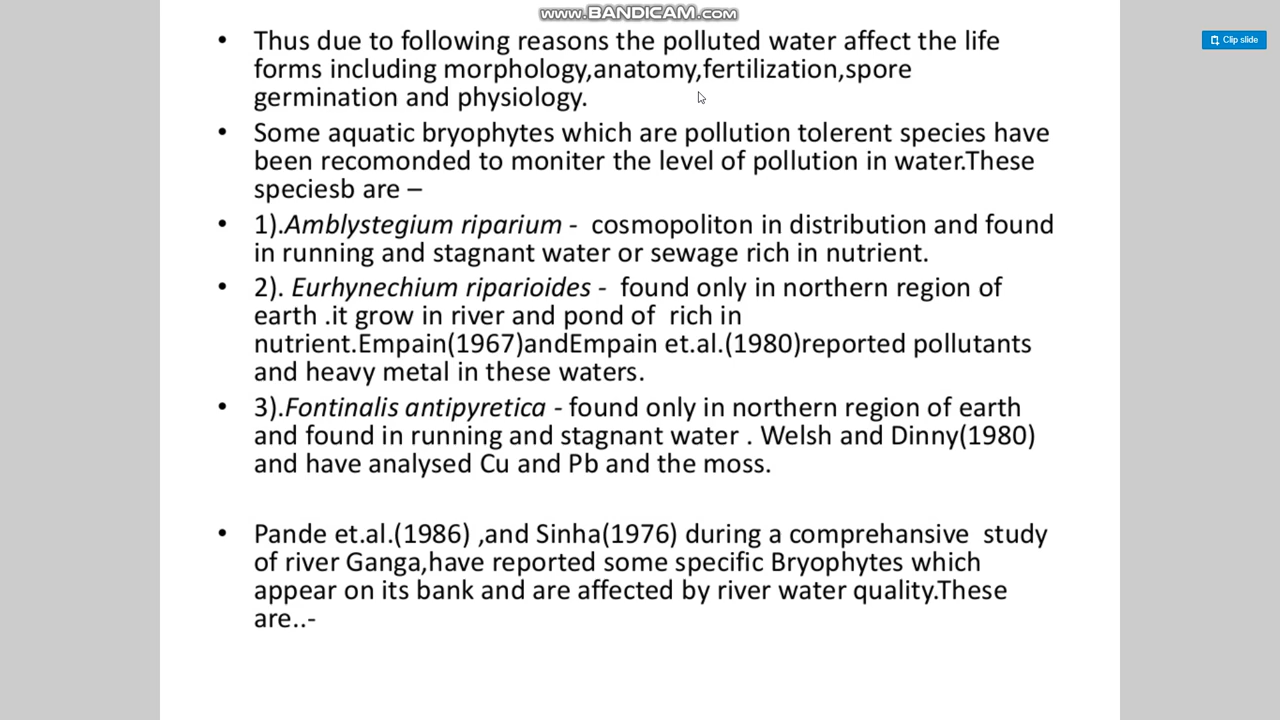 www.BANDICAM.com
Clip slide
• Thus due to following reasons the polluted water affect the life
forms including morphology,anatomy,fertilization,spore
germination and physiology.
• Some aquatic bryophytes which are pollution tolerent species have
been recomonded to moniter the level of pollution in water.These
speciesb are –
• 1).Amblystegium riparium - cosmopoliton in distribution and found
in running and stagnant water or sewage rich in nutrient.
• 2). Eurhynechium riparioides - found only in northern region of
earth .it grow in river and pond of rich in
nutrient.Empain(1967)andEmpain et.al.(1980)reported pollutants
and heavy metal in these waters.
• 3).Fontinalis antipyretica - found only in northern region of earth
and found in running and stagnant water . Welsh and Dinny(1980)
and have analysed Cu and Pb and the moss.
• Pande et.al.(1986) ,and Sinha(1976) during a comprehansive study
of river Ganga,have reported some specific Bryophytes which
appear on its bank and are affected by river water quality.These
are..-